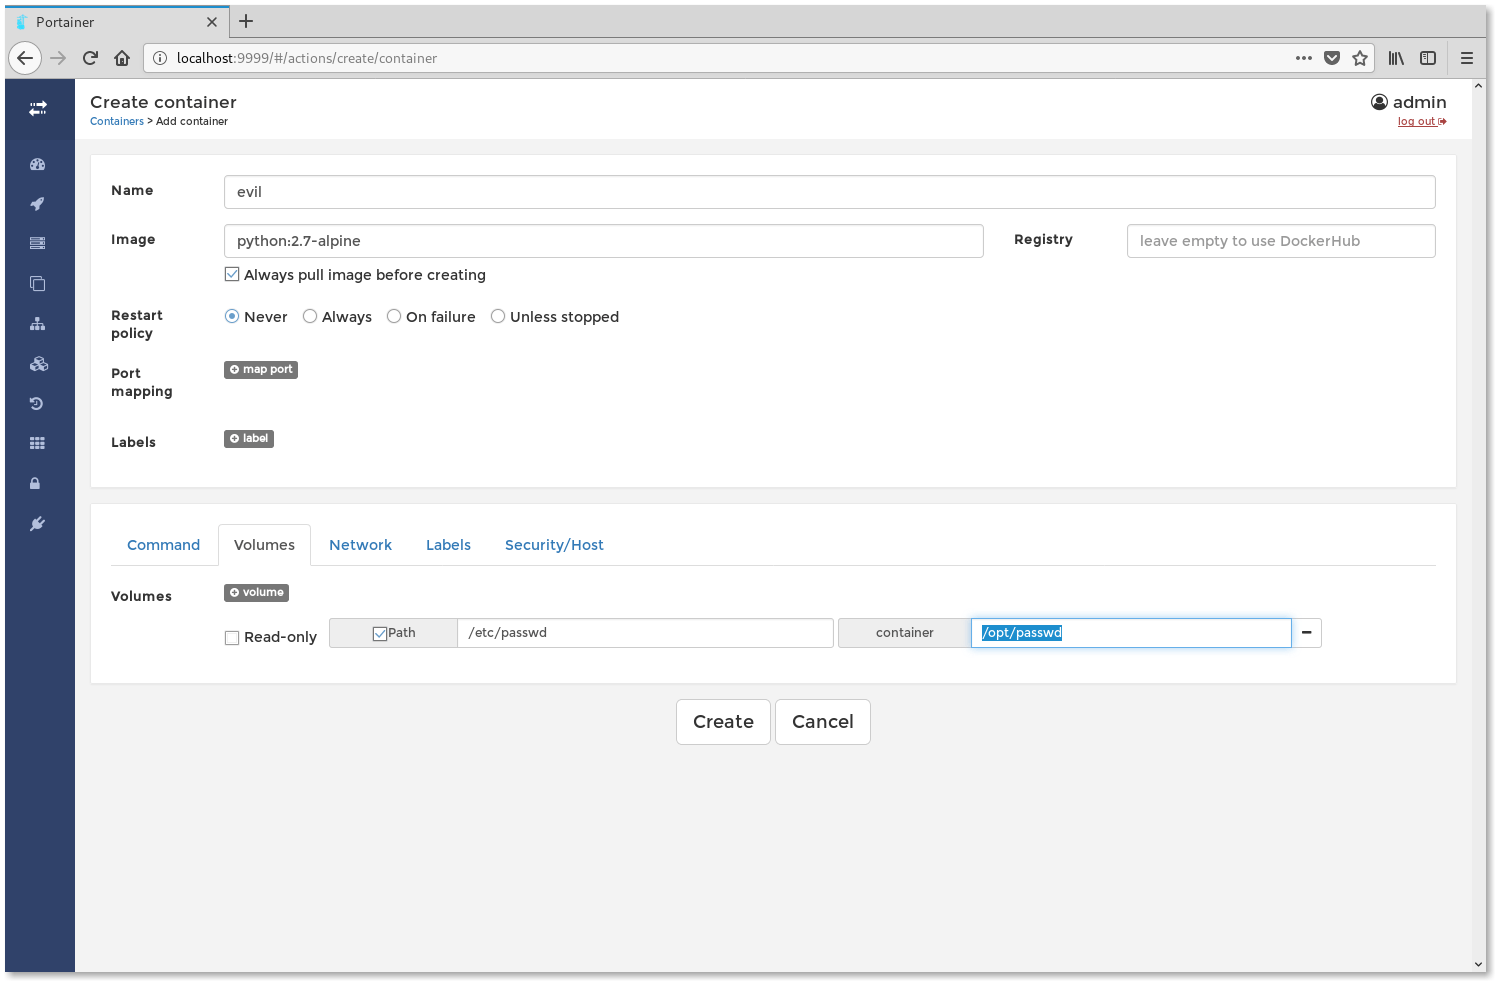 Portainer
localhost:9999/#/actions/create/container
Create container
admin
Containers > Add container
log out
Name
evil
Image
python:2.7-alpine
Registry
leave empty to use DockerHub
Always pull image before creating
Restart policy
Never
Always
On failure
Unless stopped
Port mapping
map port
Labels
label
Command
Volumes
Network
Labels
Security/Host
Volumes
volume
Read-only
Path
/etc/passwd
container
/opt/passwd
Create
Cancel